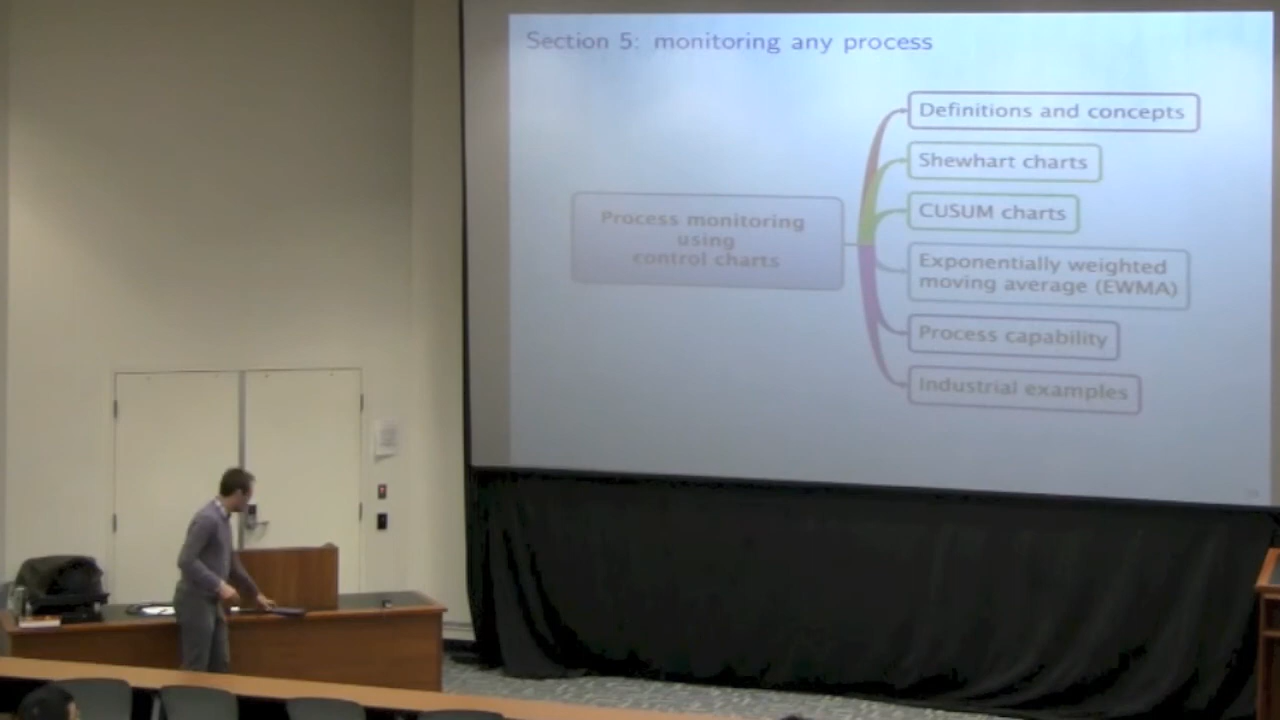 Section 5: monitoring any process
Process monitoring
using
control charts
Definitions and concepts
Shewhart charts
CUSUM charts
Exponentially weighted
moving average (EWMA)
Process capability
Industrial examples